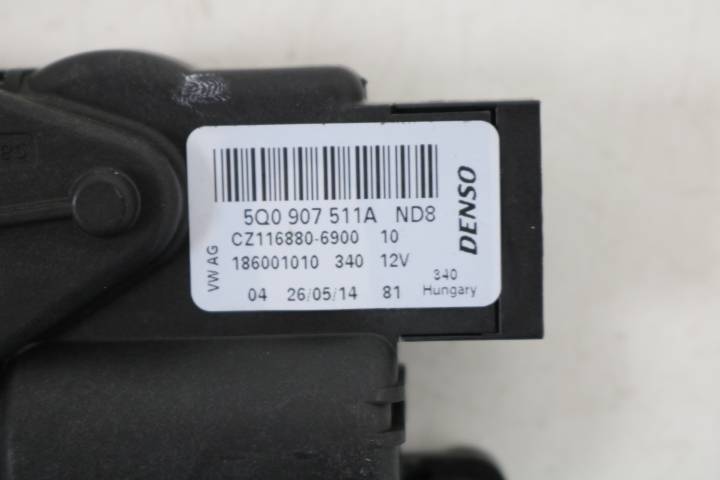 5Q0 907 511A ND8
CZ116880-6900 10
186001010 340 12V
04 26/05/14 81
340
Hungary
VW AG
DENSO